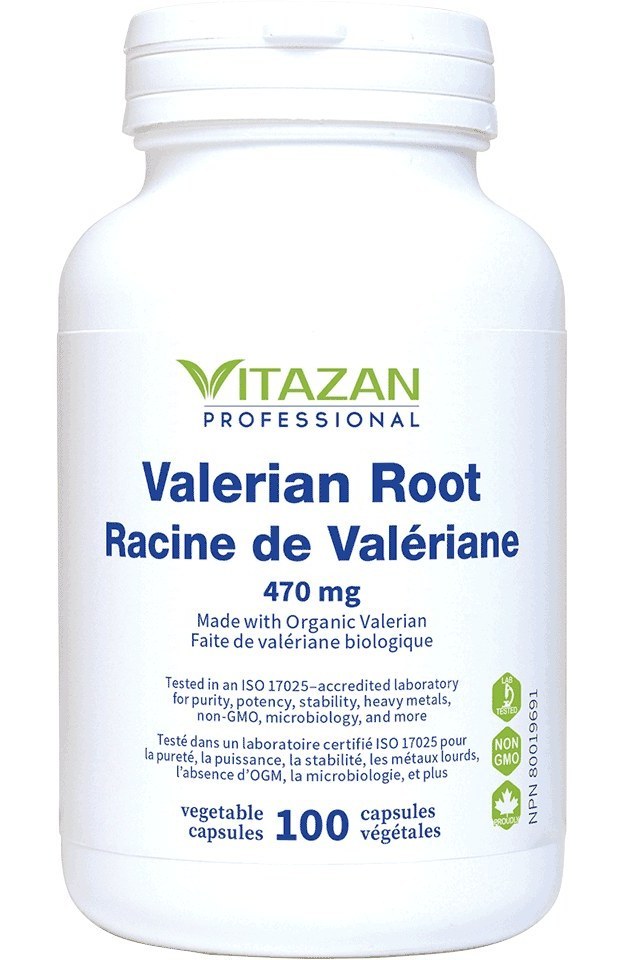 VITAZAN
PROFESSIONAL
Valerian Root
Racine de Valériane
470 mg
Made with Organic Valerian
Faite de valériane biologique
Tested in an ISO 17025–accredited laboratory
for purity, potency, stability, heavy metals,
non-GMO, microbiology, and more
Testé dans un laboratoire certifié ISO 17025 pour
la pureté, la puissance, la stabilité, les métaux lourds,
l’absence d’OGM, la microbiologie, et plus
vegetable
capsules
100
capsules
végétales
LAB
TESTED
NON
GMO
PROUDLY
NPN 80019691